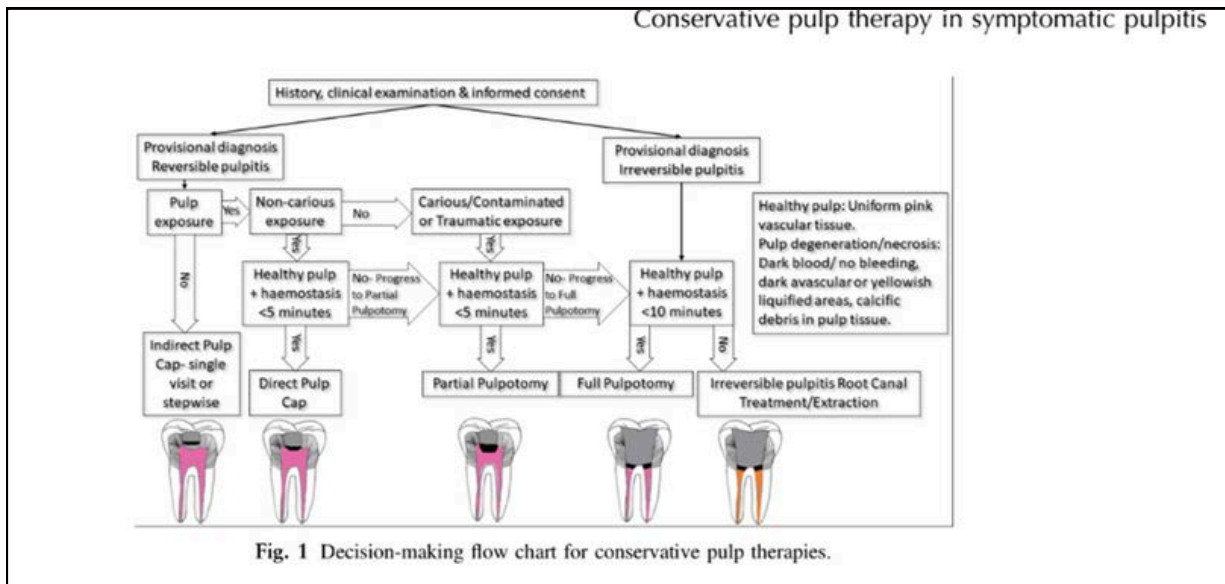 Conservative pulp therapy in symptomatic pulpitis
History, clinical examination & informed consent
Provisional diagnosis
Reversible pulpitis
Provisional diagnosis
Irreversible pulpitis
Pulp
exposure
Yes
Non-carious
exposure
No
Carious/Contaminated
or Traumatic exposure
Healthy pulp: Uniform pink
vascular tissue.
Pulp degeneration/necrosis:
Dark blood/ no bleeding,
dark avascular or yellowish
liquified areas, calcific
debris in pulp tissue.
No
Yes
Yes
Healthy pulp
+ haemostasis
<5 minutes
No- Progress
to Partial
Pulpotomy
Healthy pulp
+ haemostasis
<5 minutes
No- Progress
to Full
Pulpotomy
Healthy pulp
+ haemostasis
<10 minutes
Yes
Yes
Yes
No
Indirect Pulp
Cap- single
visit or
stepwise
Direct Pulp
Cap
Partial Pulpotomy
Full Pulpotomy
Irreversible pulpitis Root Canal
Treatment/Extraction
Fig. 1 Decision-making flow chart for conservative pulp therapies.